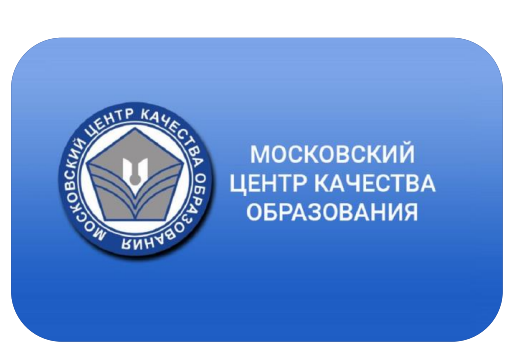 МОСКОВСКИЙ ЦЕНТР КАЧЕСТВА ОБРАЗОВАНИЯ
МОСКОВСКИЙ
ЦЕНТР КАЧЕСТВА
ОБРАЗОВАНИЯ